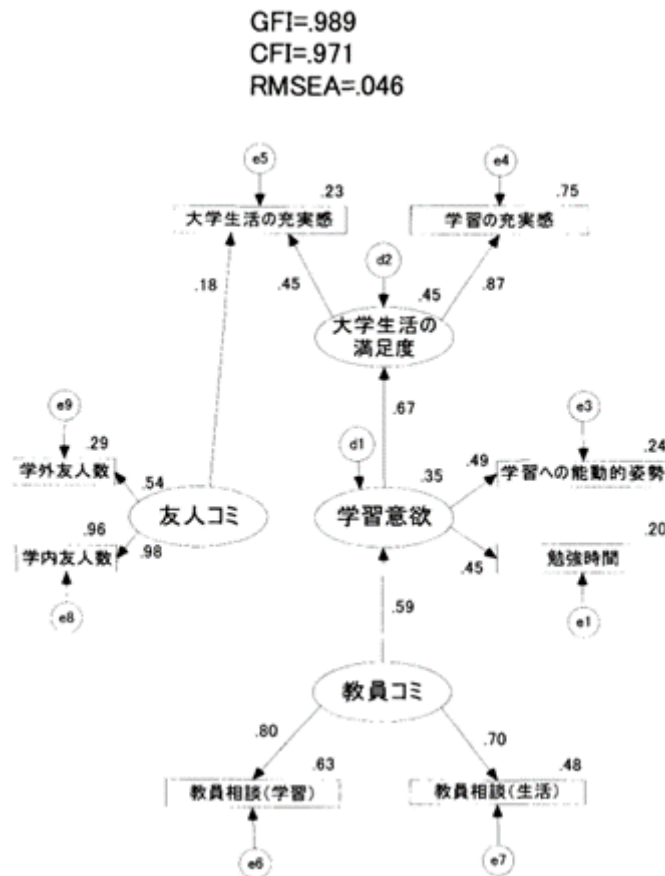 GFI=.989
CFI=.971
RMSEA=.046
e5
e4
.23
.75
大学生活の充実感
学習の充実感
d2
.18
.45
.45
.87
大学生活の
満足度
e9
.67
e3
d1
.29
.24
学外友人数
.35
.49
学習への能動的姿勢
.54
友人コミ
学習意欲
.96
.20
学内友人数
.98
.45
勉強時間
e8
.59
e1
教員コミ
.80
.70
.63
.48
教員相談(学習)
教員相談(生活)
e6
e7